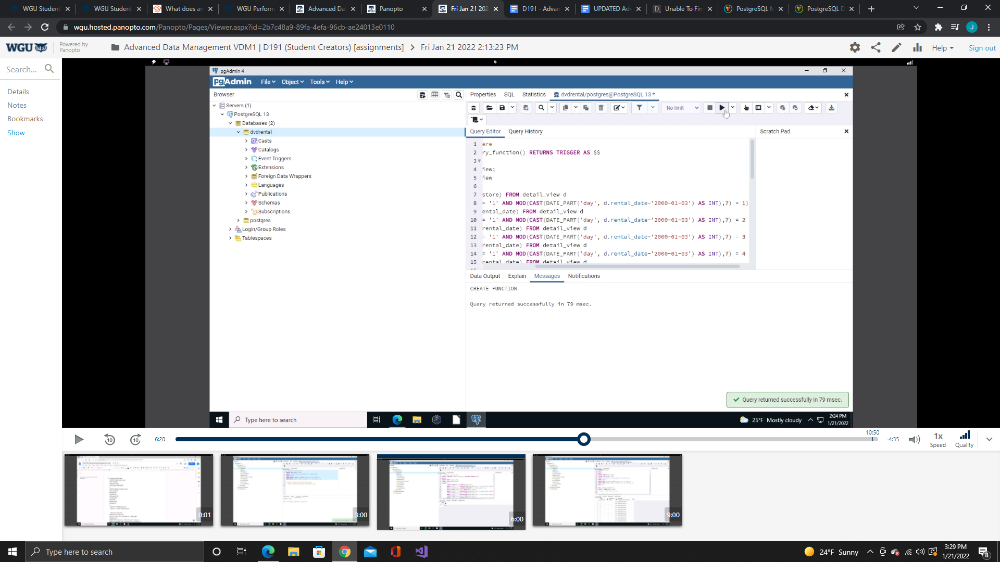 WGU Student
WGU Student
What does an
WGU Perform
Advanced Da
Panopto
Fri Jan 21 202
D191 - Advan
UPDATED Adv
Unable To Fin
PostgreSQL M
PostgreSQL D
wgu.hosted.panopto.com/Panopto/Pages/Viewer.aspx?id=2b7c48a9-89fa-4efa-96cb-ae24013e0110
J
WGU
Powered by
Panopto
Advanced Data Management VDM1 | D191 (Student Creators) [assignments] > Fri Jan 21 2022 2:13:23 PM
Help
Sign out
Search...
Details
Notes
Bookmarks
Show
pgAdmin 4
pgAdmin
File
Object
Tools
Help
Browser
Servers (1)
PostgreSQL 13
Databases (2)
dvdrental
Casts
Catalogs
Event Triggers
Extensions
Foreign Data Wrappers
Languages
Publications
Schemas
Subscriptions
postgres
Login/Group Roles
Tablespaces
Properties
SQL
Statistics
dvdrental/postgres@PostgreSQL 13 *
No limit
Query Editor
Query History
Scratch Pad
1 ere
2 ry_function() RETURNS TRIGGER AS $$
3
4 iew;
5 iew
6
7 store) FROM detail_view d
8 = '1' AND MOD(CAST(DATE_PART('day', d.rental_date-'2000-01-03') AS INT),7) = 1)
9 ental_date) FROM detail_view d
10 = '1' AND MOD(CAST(DATE_PART('day', d.rental_date-'2000-01-03') AS INT),7) = 2
11 rental_date) FROM detail_view d
12 = '1' AND MOD(CAST(DATE_PART('day', d.rental_date-'2000-01-03') AS INT),7) = 3
13 rental_date) FROM detail_view d
14 = '1' AND MOD(CAST(DATE_PART('day', d.rental_date-'2000-01-03') AS INT),7) = 4
15 rental_date) FROM detail_view d
Data Output
Explain
Messages
Notifications
CREATE FUNCTION
Query returned successfully in 79 msec.
Query returned successfully in 79 msec.
Type here to search
25°F Mostly cloudy
2:24 PM
1/21/2022
10
10
6:20
10:50
-4:35
1x
Speed
Quality
0:01
3:00
6:00
9:00
Type here to search
24°F Sunny
3:29 PM
1/21/2022
8